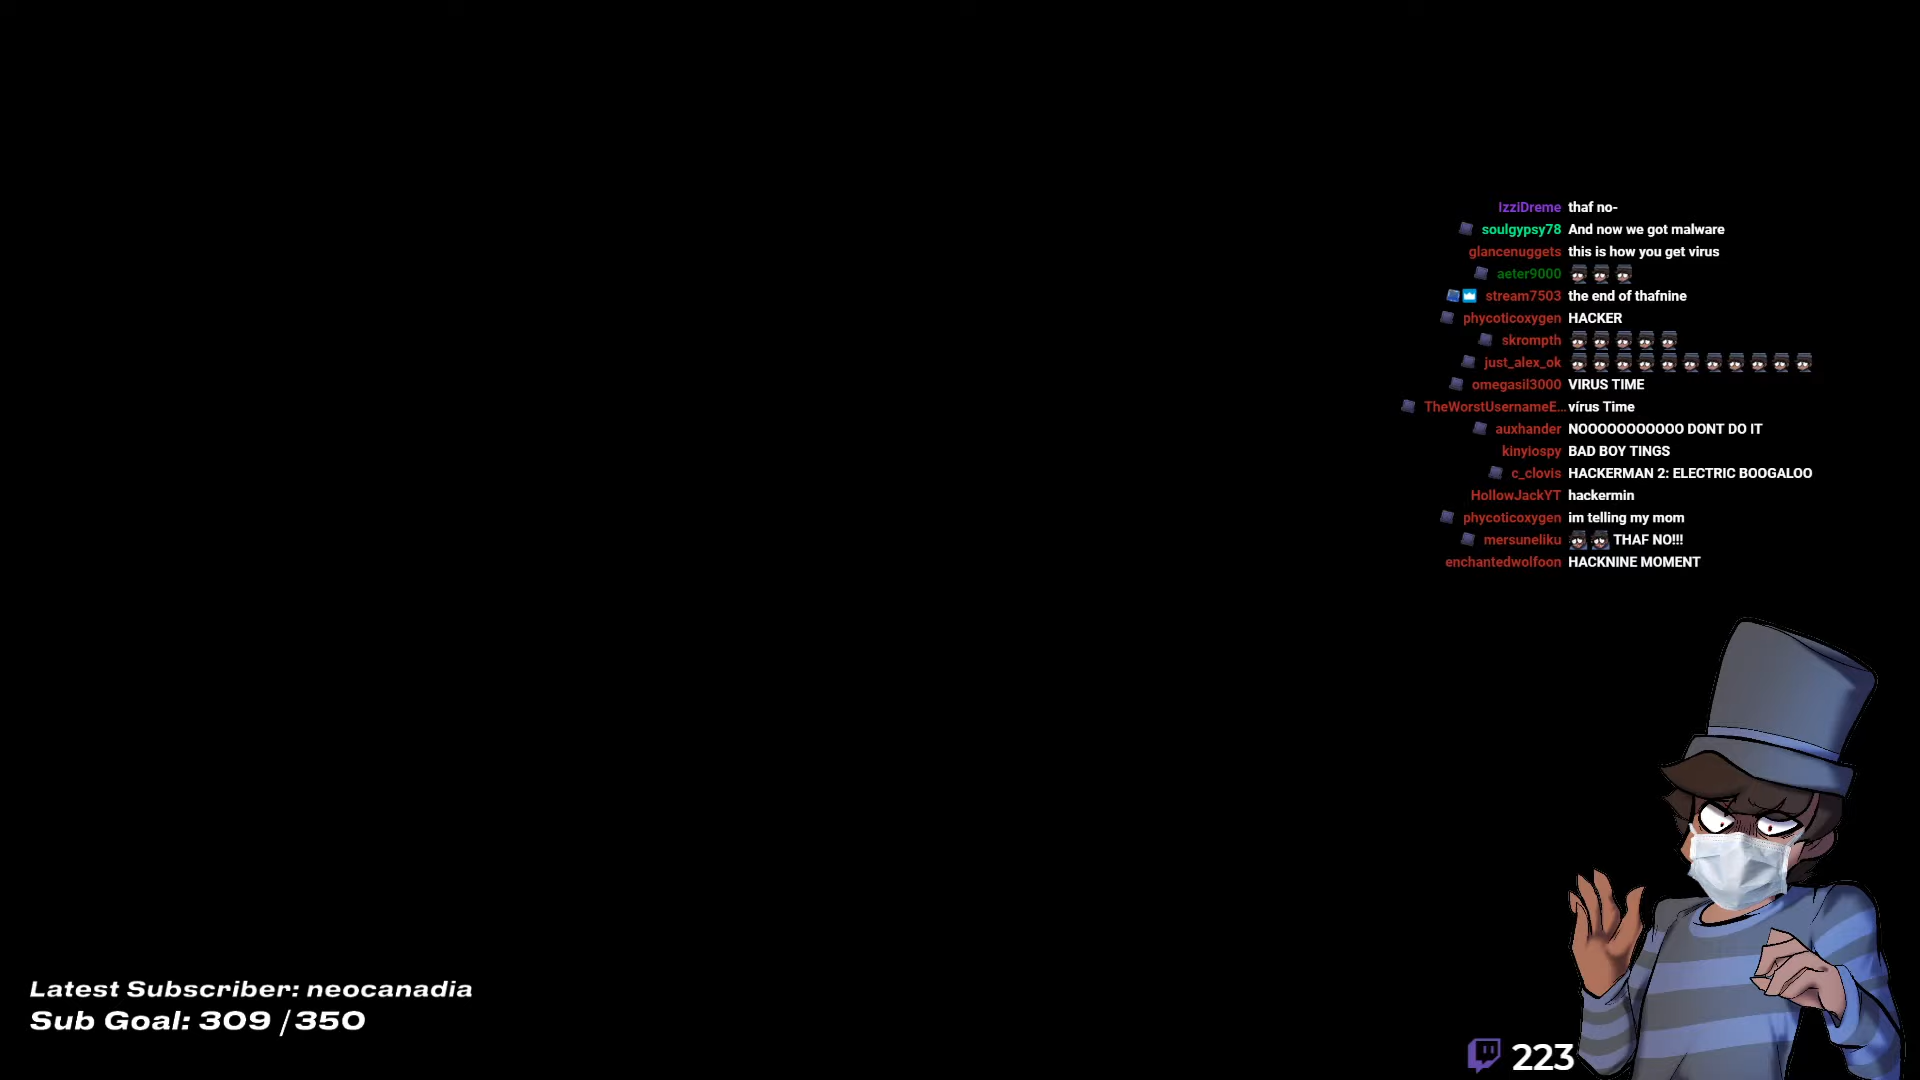 IzziDreme thaf no-
soulgypsy78 And now we got malware
glancenuggets this is how you get virus
aeter9000
stream7503 the end of thafnine
phycoticoxygen HACKER
skrompth
just_alex_ok
omegasil3000 VIRUS TIME
TheWorstUsernameE... vírus Time
auxhander NOOOOOOOOOOO DONT DO IT
kinyiospy BAD BOY TINGS
c_clovis HACKERMAN 2: ELECTRIC BOOGALOO
HollowJackYT hackermin
phycoticoxygen im telling my mom
mersuneliku THAF NO!!!
enchantedwolfoon HACKNINE MOMENT
Latest Subscriber: neocanadia
Sub Goal: 309 /350
223